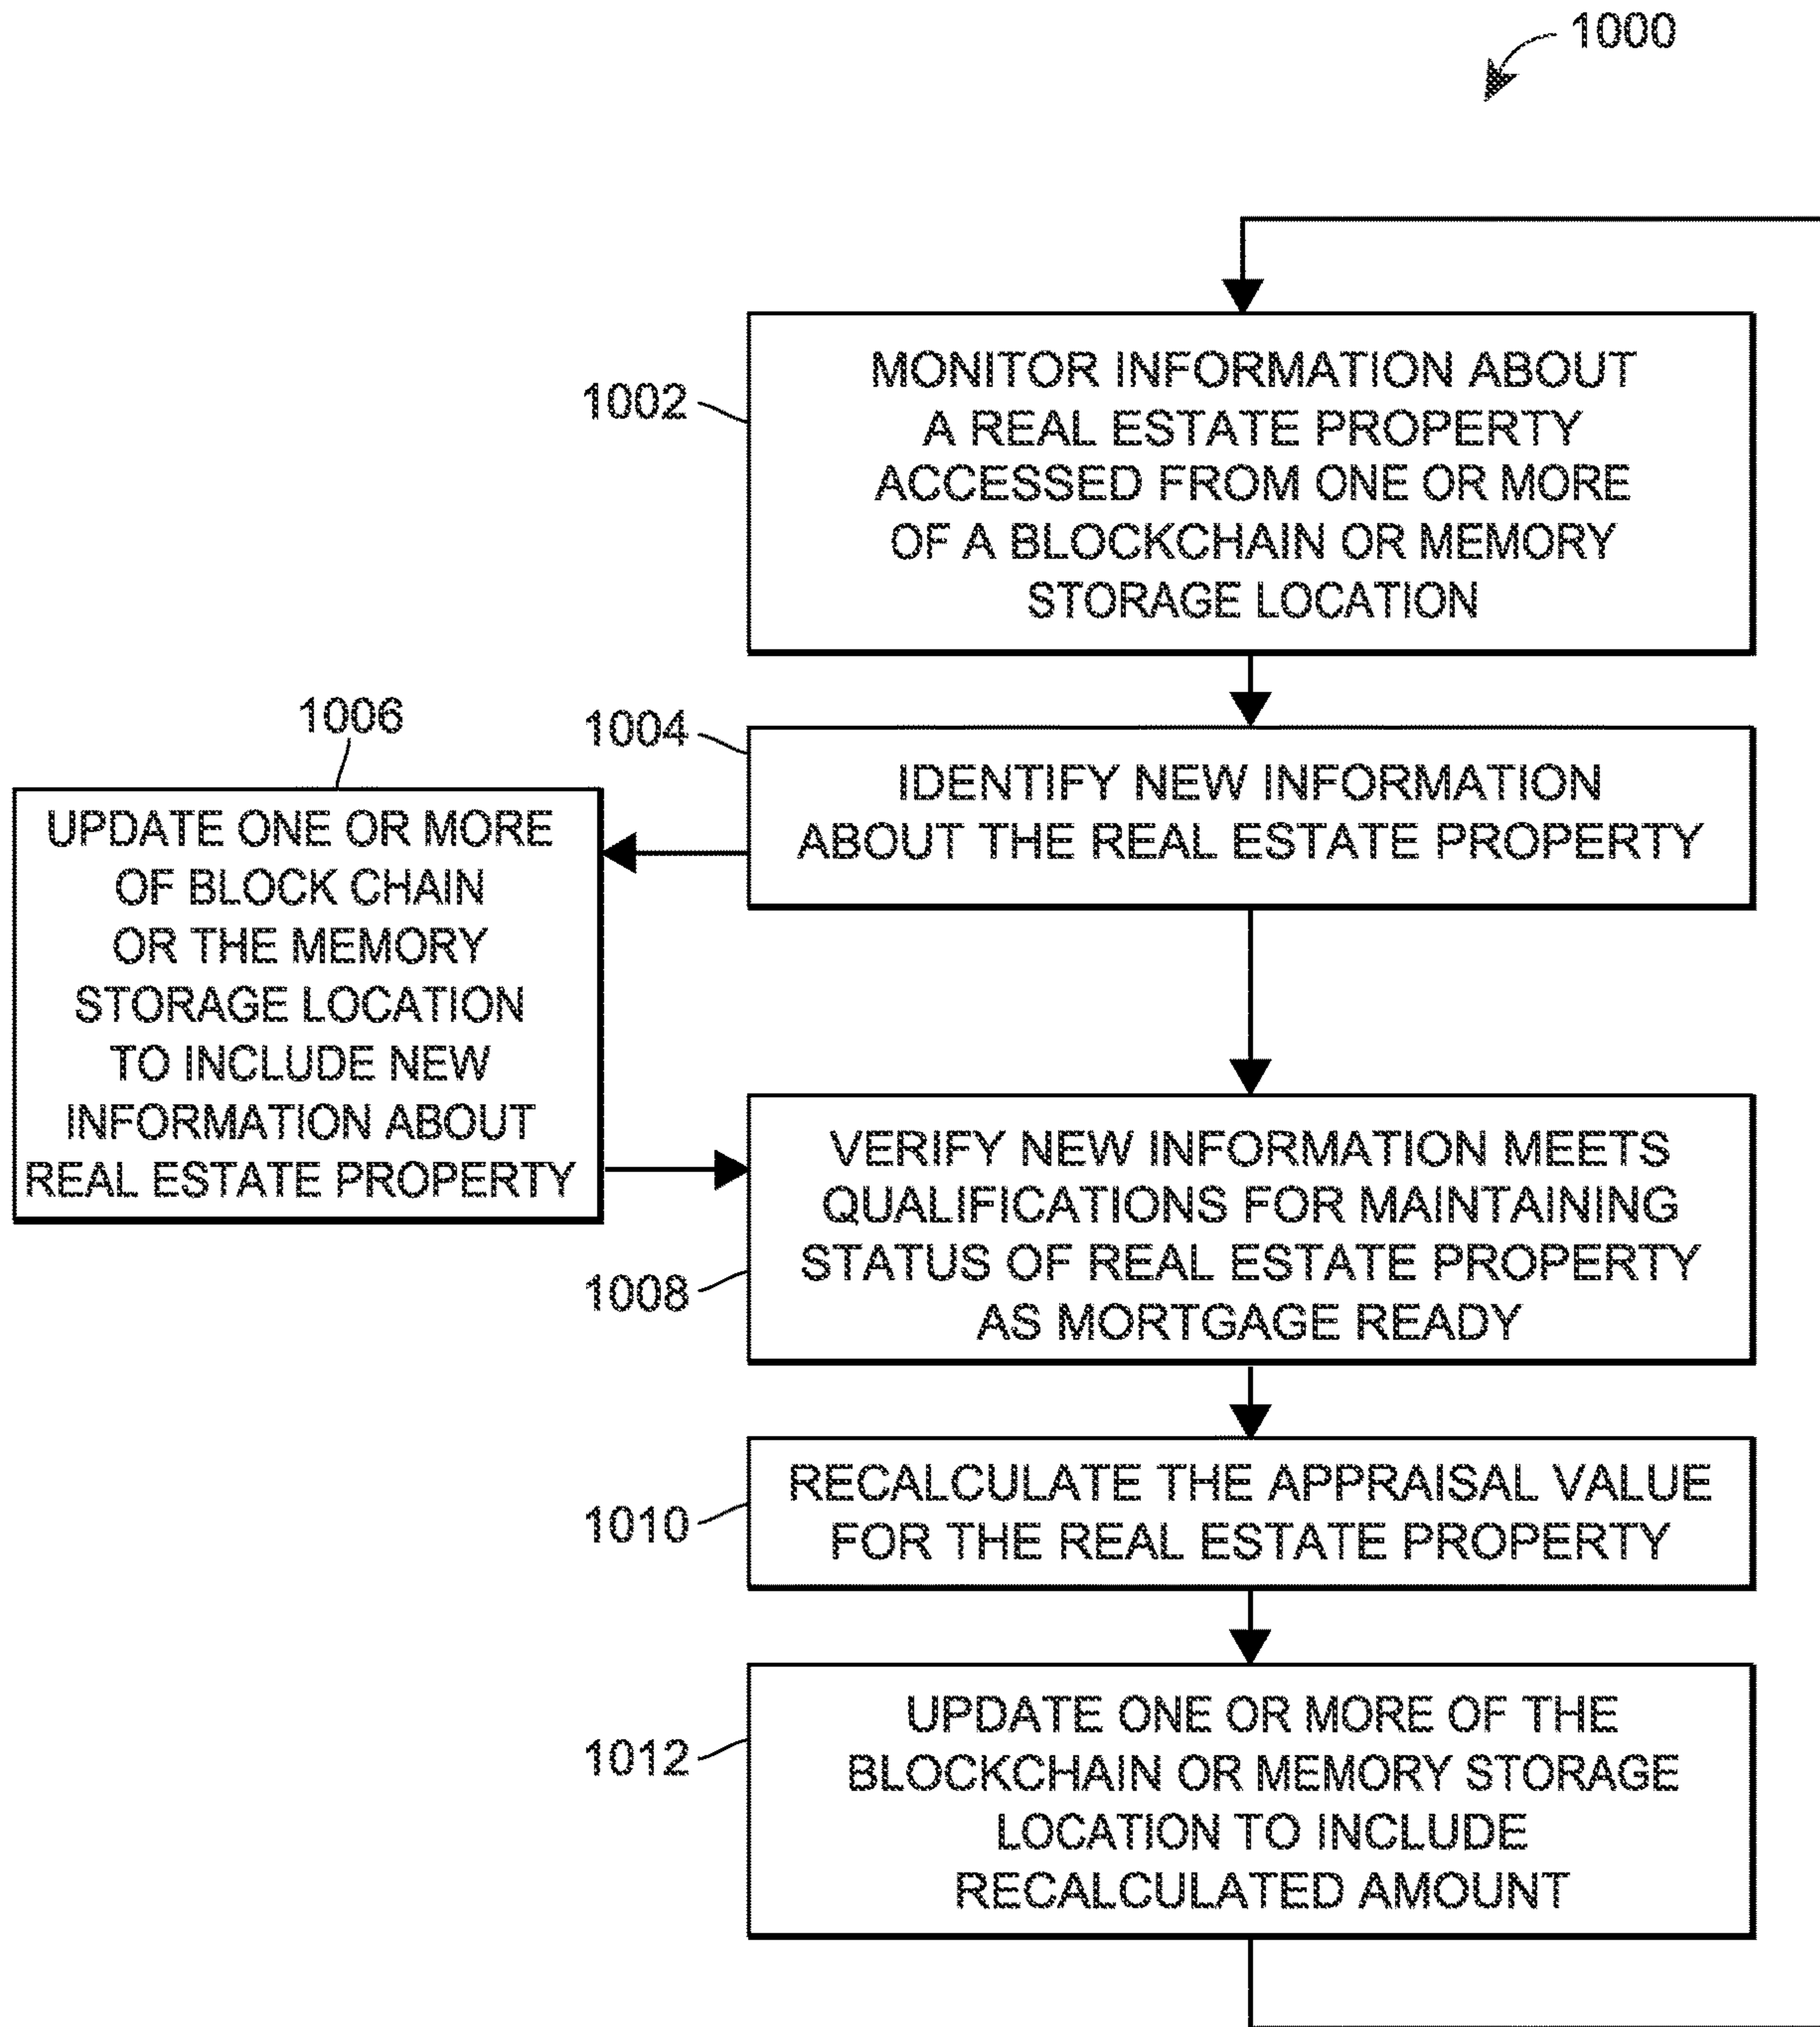 1000
1002
MONITOR INFORMATION ABOUT
A REAL ESTATE PROPERTY
ACCESSED FROM ONE OR MORE
OF A BLOCKCHAIN OR MEMORY
STORAGE LOCATION
1004
IDENTIFY NEW INFORMATION
ABOUT THE REAL ESTATE PROPERTY
1006
UPDATE ONE OR MORE
OF BLOCK CHAIN
OR THE MEMORY
STORAGE LOCATION
TO INCLUDE NEW
INFORMATION ABOUT
REAL ESTATE PROPERTY
1008
VERIFY NEW INFORMATION MEETS
QUALIFICATIONS FOR MAINTAINING
STATUS OF REAL ESTATE PROPERTY
AS MORTGAGE READY
1010
RECALCULATE THE APPRAISAL VALUE
FOR THE REAL ESTATE PROPERTY
1012
UPDATE ONE OR MORE OF THE
BLOCKCHAIN OR MEMORY STORAGE
LOCATION TO INCLUDE
RECALCULATED AMOUNT